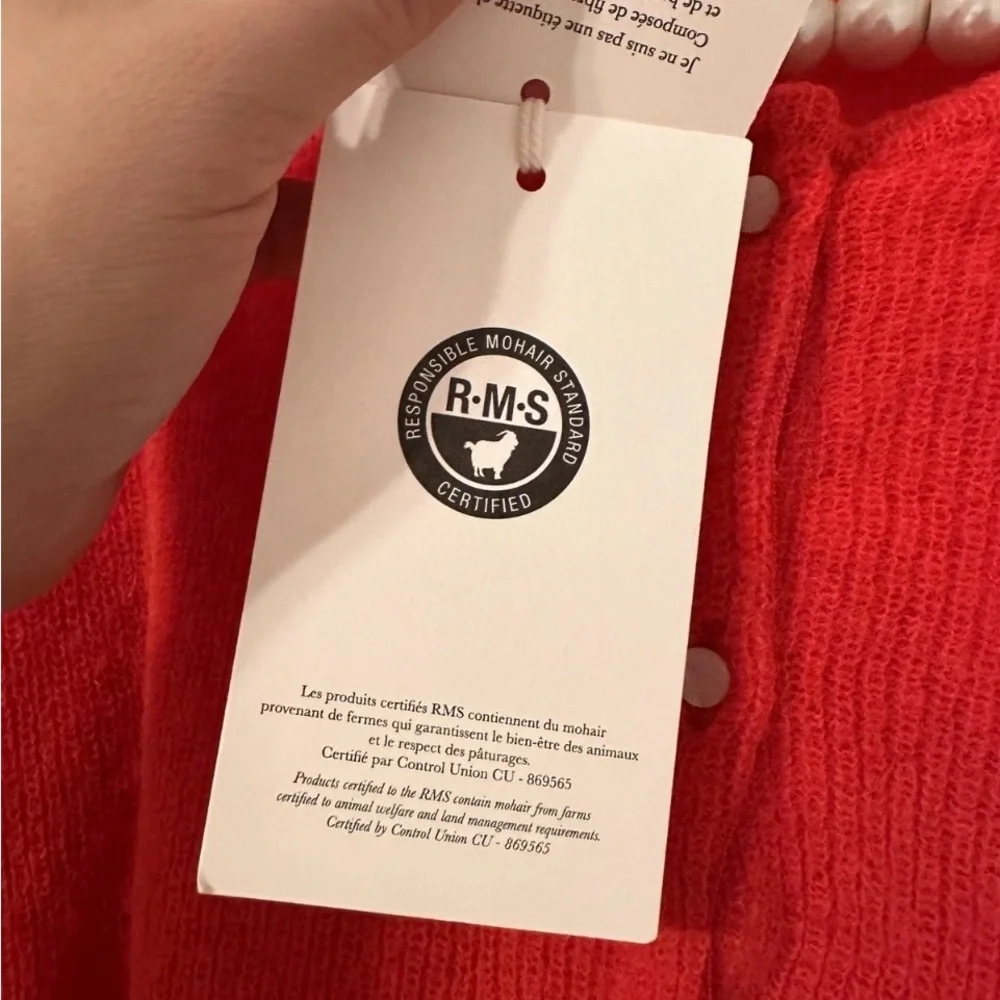 Je ne suis pas une étiquette
Composée de
et de
RESPONSIBLE MOHAIR STANDARD
R·M·S
CERTIFIED
Les produits certifiés RMS contiennent du mohair
provenant de fermes qui garantissent le bien-être des animaux
et le respect des pâturages.
Certifié par Control Union CU - 869565
Products certified to the RMS contain mohair from farms
certified to animal welfare and land management requirements.
Certified by Control Union CU - 869565